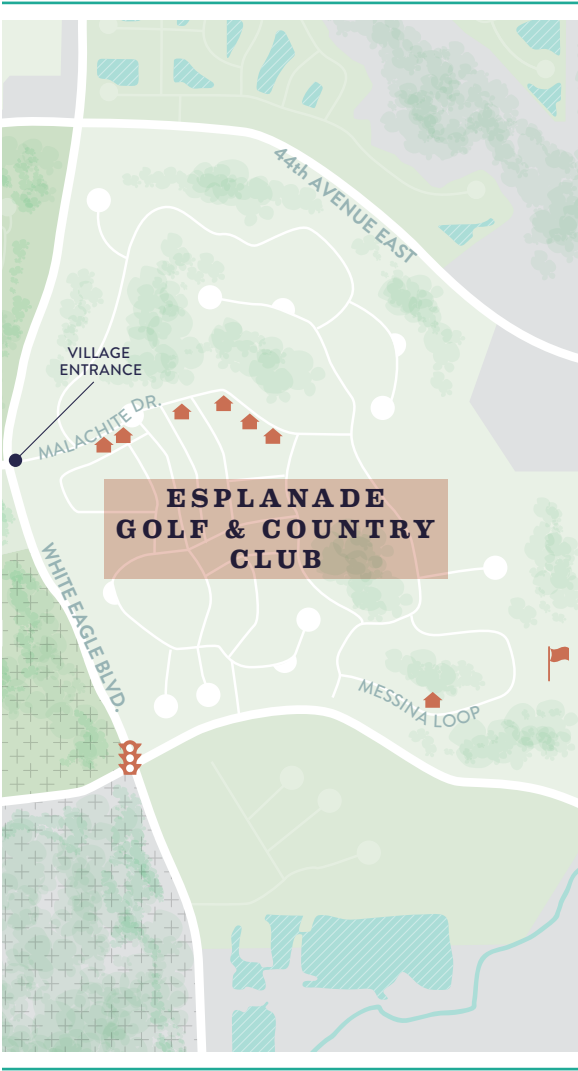 44th AVENUE EAST
VILLAGE
ENTRANCE
MALACHITE DR.
ESPLANADE
GOLF & COUNTRY
CLUB
WHITE EAGLE BLVD.
MESSINA LOOP